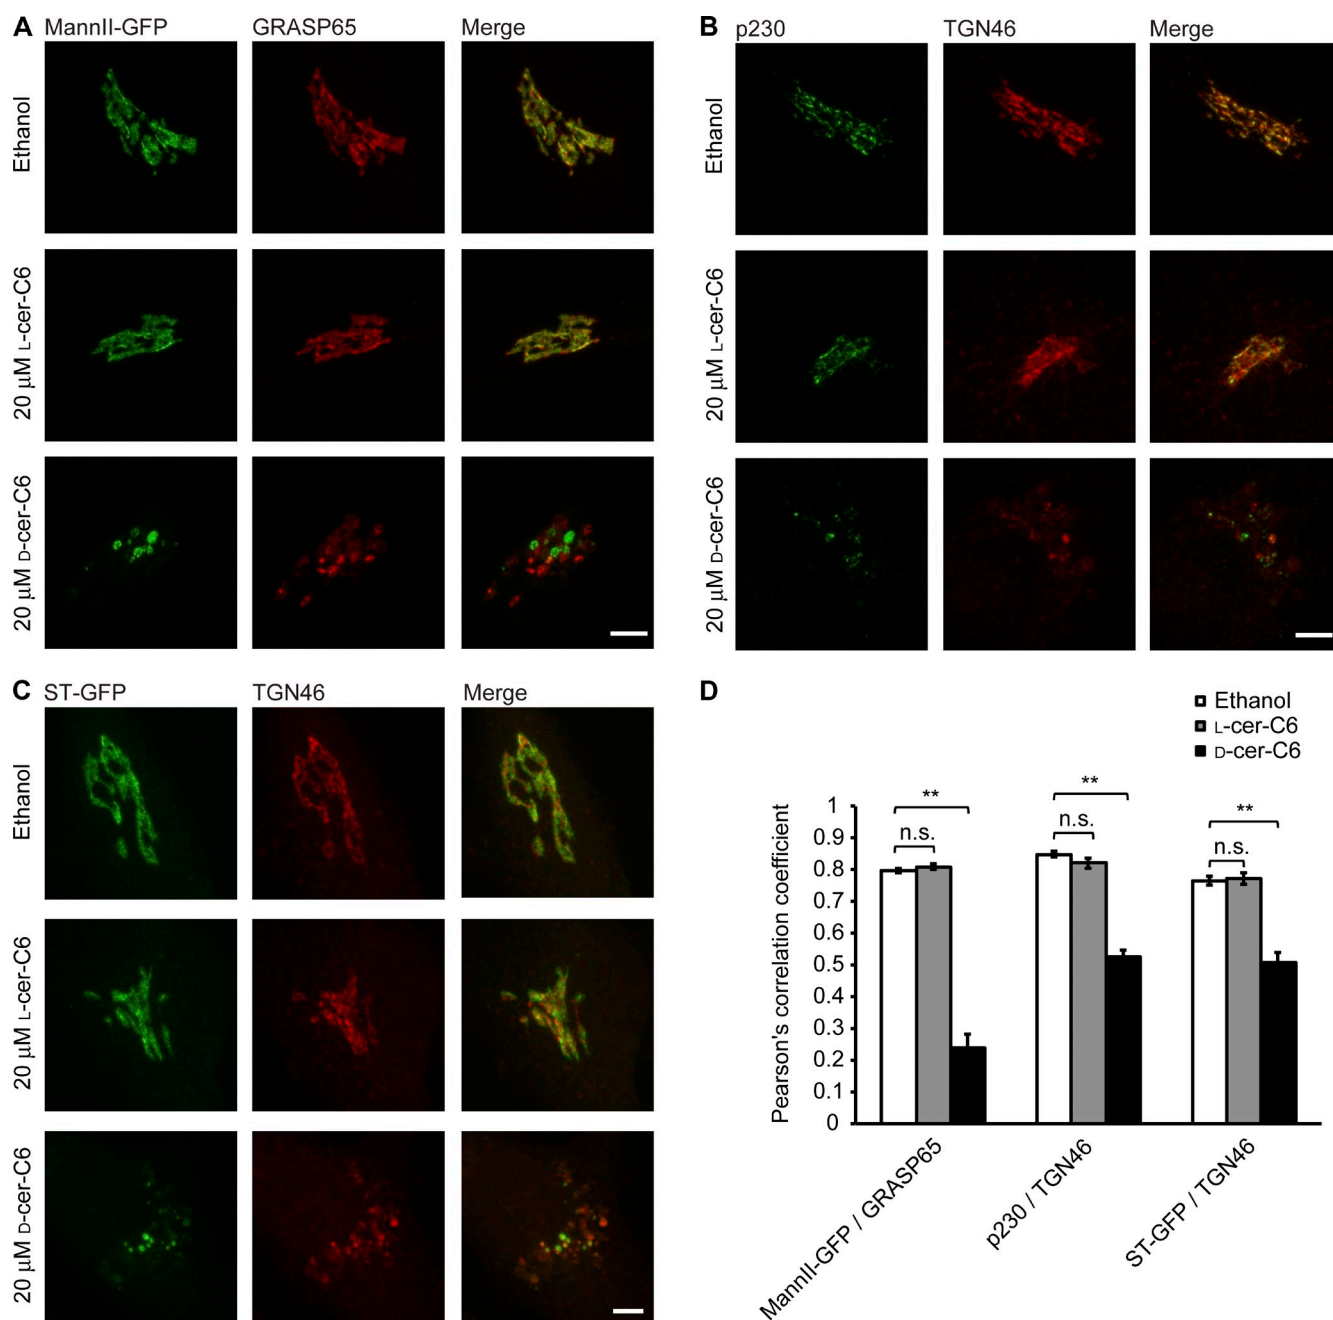 A MannII-GFP GRASP65 Merge
Ethanol
20 µM L-cer-C6
20 µM D-cer-C6
B p230 TGN46 Merge
Ethanol
20 µM L-cer-C6
20 µM D-cer-C6
C ST-GFP TGN46 Merge
Ethanol
20 µM L-cer-C6
20 µM D-cer-C6
D
Ethanol
L-cer-C6
D-cer-C6
Pearson's correlation coefficient
1
0.9
0.8
0.7
0.6
0.5
0.4
0.3
0.2
0.1
0
**
n.s.
**
n.s.
**
n.s.
MannII-GFP / GRASP65
p230 / TGN46
ST-GFP / TGN46